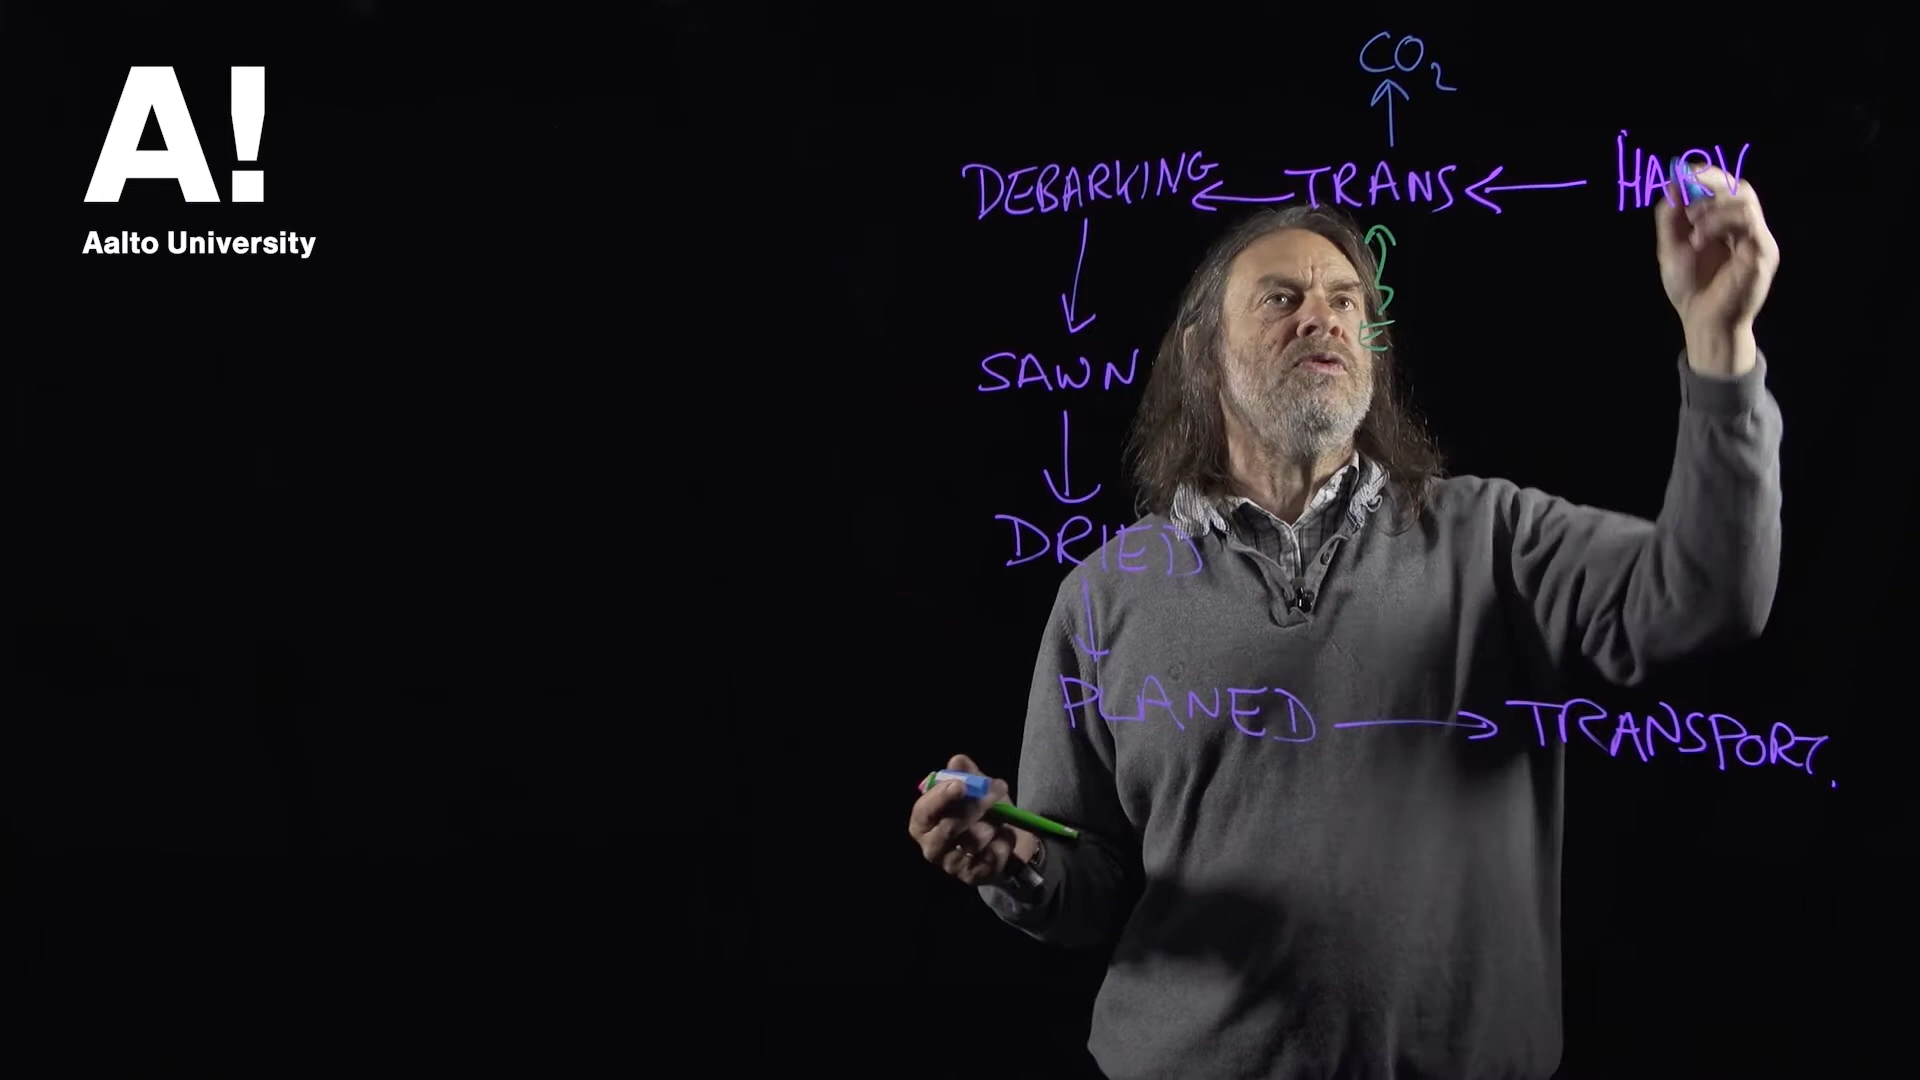 A!
Aalto University
CO2
DEBARKING ← TRANS ← HARV
E
SAWN
DRIED
PLANED → TRANSPORT.